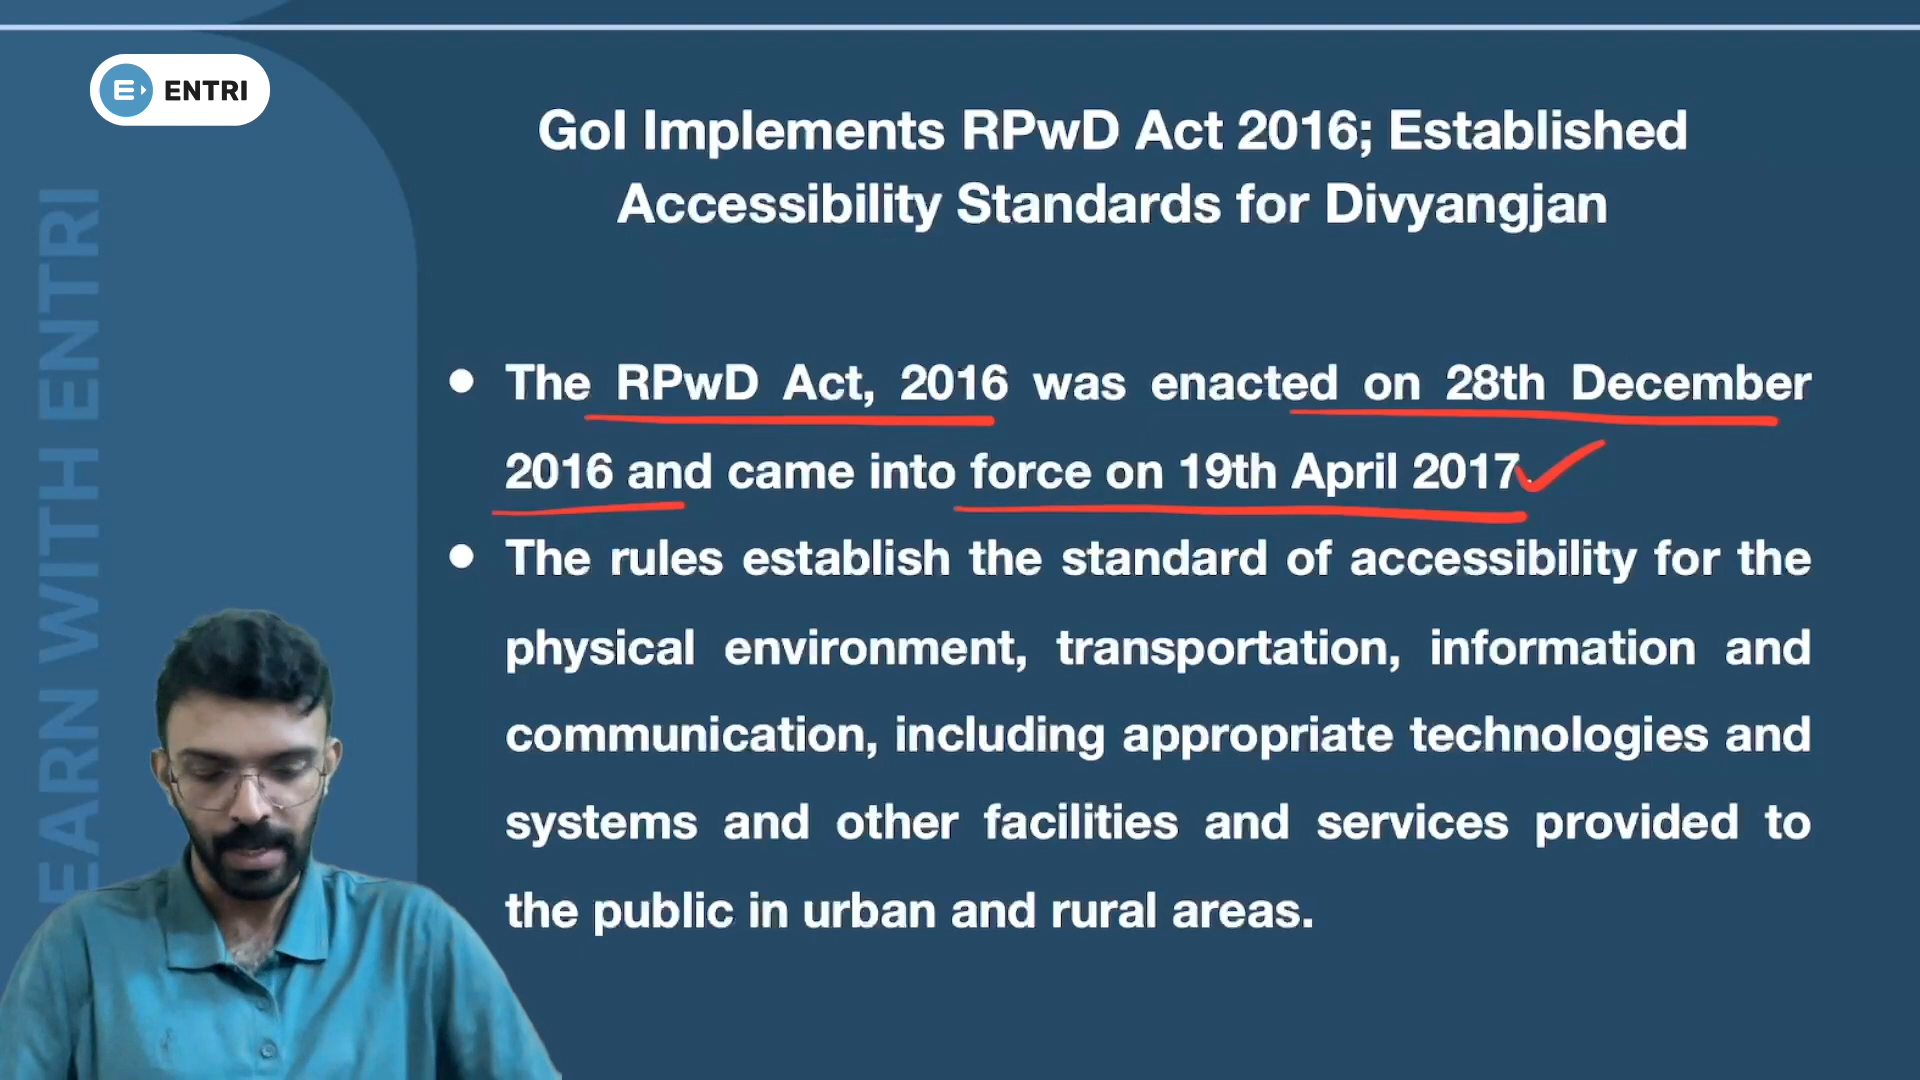 ENTRI
GoI Implements RPwD Act 2016; Established
Accessibility Standards for Divyangjan
The RPwD Act, 2016 was enacted on 28th December
2016 and came into force on 19th April 2017.
The rules establish the standard of accessibility for the
physical environment, transportation, information and
communication, including appropriate technologies and
systems and other facilities and services provided to
the public in urban and rural areas.
EARN WITH ENTRI